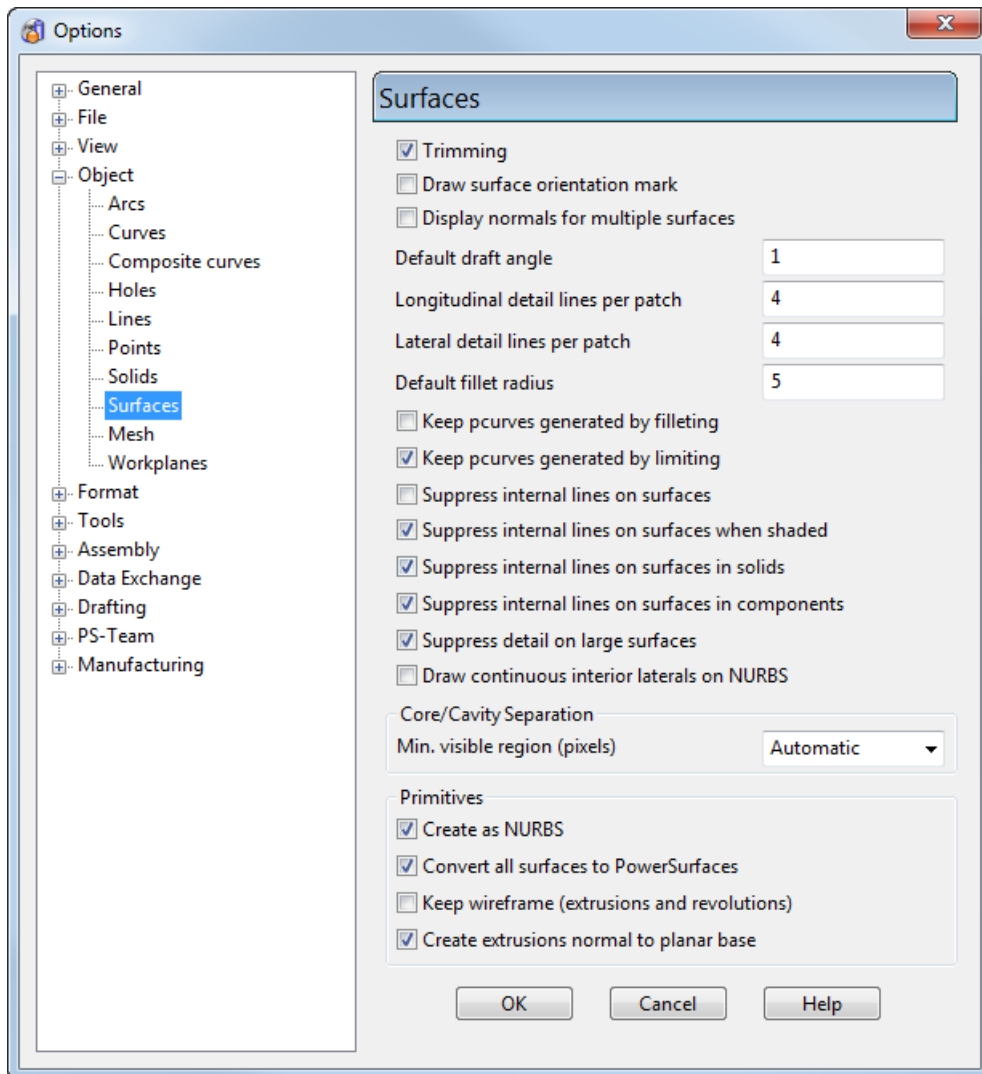 Options
General
File
View
Object
Arcs
Curves
Composite curves
Holes
Lines
Points
Solids
Surfaces
Mesh
Workplanes
Format
Tools
Assembly
Data Exchange
Drafting
PS-Team
Manufacturing
Surfaces
Trimming
Draw surface orientation mark
Display normals for multiple surfaces
Default draft angle 1
Longitudinal detail lines per patch 4
Lateral detail lines per patch 4
Default fillet radius 5
Keep pcurves generated by filleting
Keep pcurves generated by limiting
Suppress internal lines on surfaces
Suppress internal lines on surfaces when shaded
Suppress internal lines on surfaces in solids
Suppress internal lines on surfaces in components
Suppress detail on large surfaces
Draw continuous interior laterals on NURBS
Core/Cavity Separation
Min. visible region (pixels) Automatic
Primitives
Create as NURBS
Convert all surfaces to PowerSurfaces
Keep wireframe (extrusions and revolutions)
Create extrusions normal to planar base
OK Cancel Help